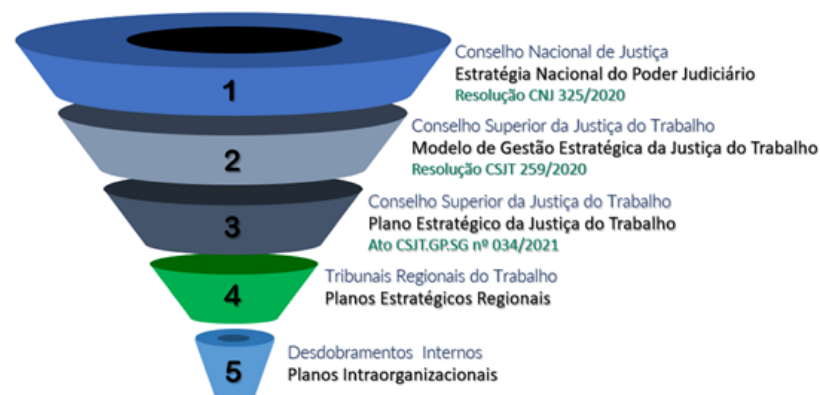 1
Conselho Nacional de Justiça
Estratégia Nacional do Poder Judiciário
Resolução CNJ 325/2020
2
Conselho Superior da Justiça do Trabalho
Modelo de Gestão Estratégica da Justiça do Trabalho
Resolução CSJT 259/2020
3
Conselho Superior da Justiça do Trabalho
Plano Estratégico da Justiça do Trabalho
Ato CSJT.GP.SG nº 034/2021
4
Tribunais Regionais do Trabalho
Planos Estratégicos Regionais
5
Desdobramentos Internos
Planos Intraorganizacionais